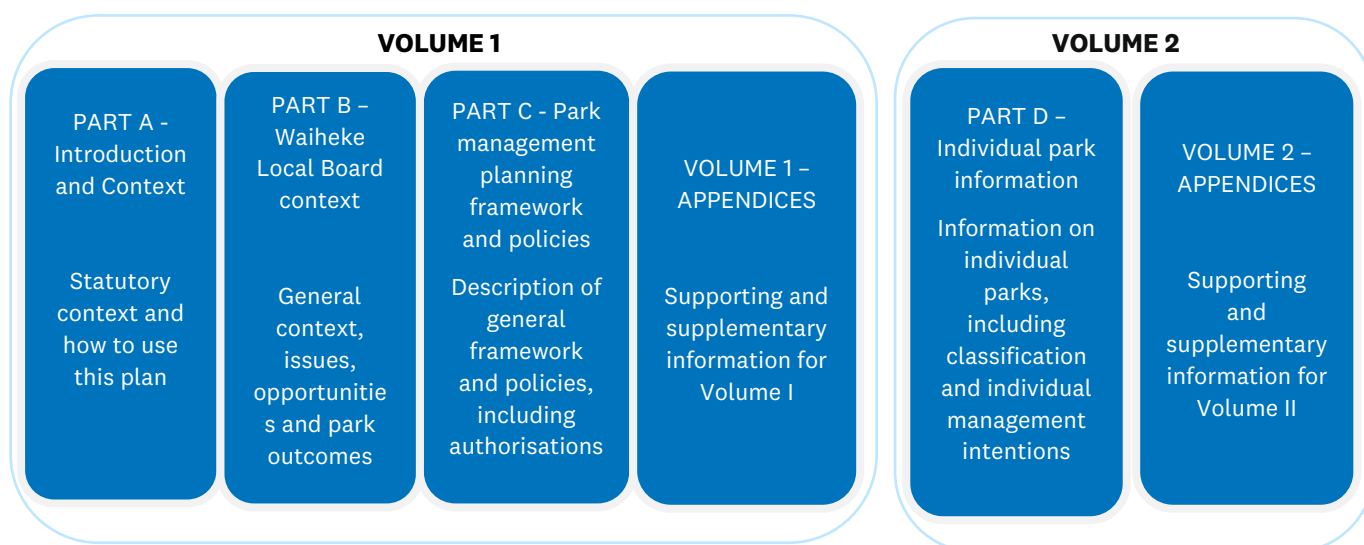 VOLUME 1
PART A -
Introduction
and Context
Statutory
context and
how to use
this plan
PART B –
Waiheke
Local Board
context
General
context,
issues,
opportunitie
s and park
outcomes
PART C - Park
management
planning
framework
and policies
Description of
general
framework
and policies,
including
authorisations
VOLUME 1 –
APPENDICES
Supporting and
supplementary
information for
Volume I
VOLUME 2
PART D –
Individual park
information
Information on
individual
parks,
including
classification
and individual
management
intentions
VOLUME 2 –
APPENDICES
Supporting
and
supplementary
information for
Volume II